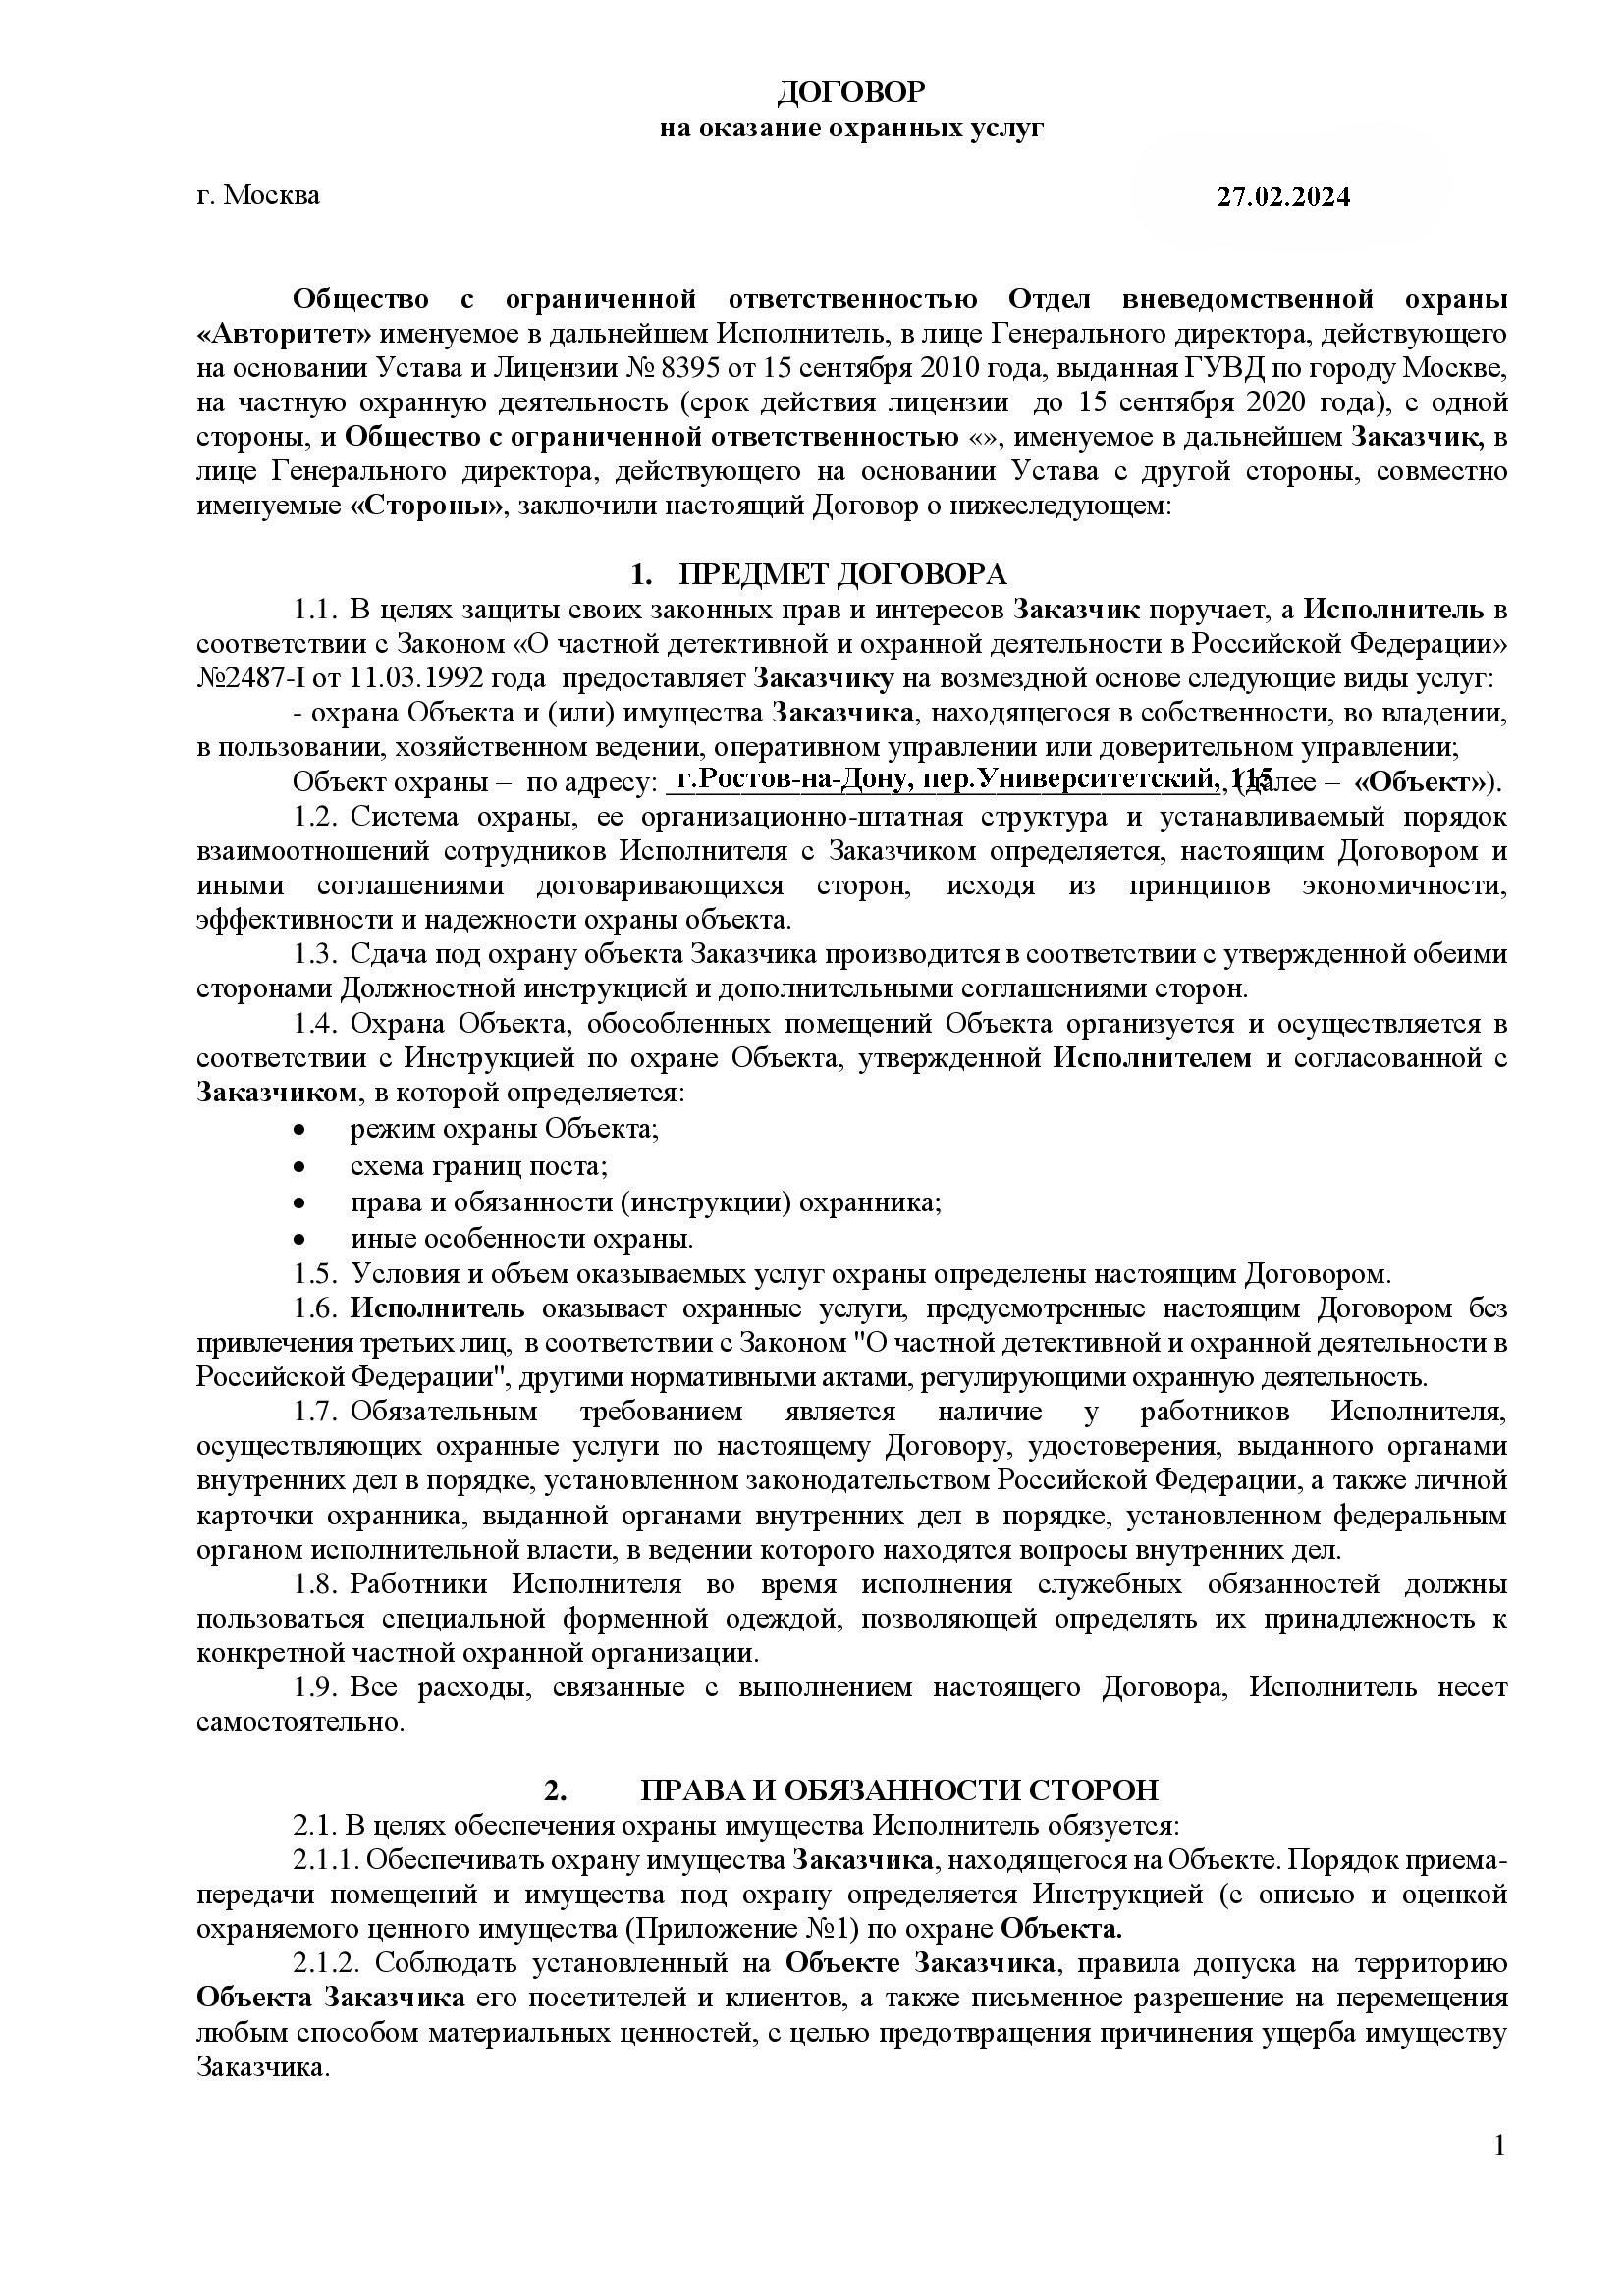 ДОГОВОР
на оказание охранных услуг
г. Москва 27.02.2024
Общество с ограниченной ответственностью Отдел вневедомственной охраны
«Авторитет» именуемое в дальнейшем Исполнитель, в лице Генерального директора, действующего
на основании Устава и Лицензии № 8395 от 15 сентября 2010 года, выданная ГУВД по городу Москве,
на частную охранную деятельность (срок действия лицензии до 15 сентября 2020 года), с одной
стороны, и Общество с ограниченной ответственностью «», именуемое в дальнейшем Заказчик, в
лице Генерального директора, действующего на основании Устава с другой стороны, совместно
именуемые «Стороны», заключили настоящий Договор о нижеследующем:
1. ПРЕДМЕТ ДОГОВОРА
1.1. В целях защиты своих законных прав и интересов Заказчик поручает, а Исполнитель в
соответствии с Законом «О частной детективной и охранной деятельности в Российской Федерации»
№2487-I от 11.03.1992 года предоставляет Заказчику на возмездной основе следующие виды услуг:
- охрана Объекта и (или) имущества Заказчика, находящегося в собственности, во владении,
в пользовании, хозяйственном ведении, оперативном управлении или доверительном управлении;
Объект охраны – по адресу: г.Ростов-на-Дону, пер.Университетский, 115, (далее – «Объект»).
1.2. Система охраны, ее организационно-штатная структура и устанавливаемый порядок
взаимоотношений сотрудников Исполнителя с Заказчиком определяется, настоящим Договором и
иными соглашениями договаривающихся сторон, исходя из принципов экономичности,
эффективности и надежности охраны объекта.
1.3. Сдача под охрану объекта Заказчика производится в соответствии с утвержденной обеими
сторонами Должностной инструкцией и дополнительными соглашениями сторон.
1.4. Охрана Объекта, обособленных помещений Объекта организуется и осуществляется в
соответствии с Инструкцией по охране Объекта, утвержденной Исполнителем и согласованной с
Заказчиком, в которой определяется:
• режим охраны Объекта;
• схема границ поста;
• права и обязанности (инструкции) охранника;
• иные особенности охраны.
1.5. Условия и объем оказываемых услуг охраны определены настоящим Договором.
1.6. Исполнитель оказывает охранные услуги, предусмотренные настоящим Договором без
привлечения третьих лиц, в соответствии с Законом "О частной детективной и охранной деятельности в
Российской Федерации", другими нормативными актами, регулирующими охранную деятельность.
1.7. Обязательным требованием является наличие у работников Исполнителя,
осуществляющих охранные услуги по настоящему Договору, удостоверения, выданного органами
внутренних дел в порядке, установленном законодательством Российской Федерации, а также личной
карточки охранника, выданной органами внутренних дел в порядке, установленном федеральным
органом исполнительной власти, в ведении которого находятся вопросы внутренних дел.
1.8. Работники Исполнителя во время исполнения служебных обязанностей должны
пользоваться специальной форменной одеждой, позволяющей определять их принадлежность к
конкретной частной охранной организации.
1.9. Все расходы, связанные с выполнением настоящего Договора, Исполнитель несет
самостоятельно.
2. ПРАВА И ОБЯЗАННОСТИ СТОРОН
2.1. В целях обеспечения охраны имущества Исполнитель обязуется:
2.1.1. Обеспечивать охрану имущества Заказчика, находящегося на Объекте. Порядок приема-
передачи помещений и имущества под охрану определяется Инструкцией (с описью и оценкой
охраняемого ценного имущества (Приложение №1) по охране Объекта.
2.1.2. Соблюдать установленный на Объекте Заказчика, правила допуска на территорию
Объекта Заказчика его посетителей и клиентов, а также письменное разрешение на перемещения
любым способом материальных ценностей, с целью предотвращения причинения ущерба имуществу
Заказчика.
1